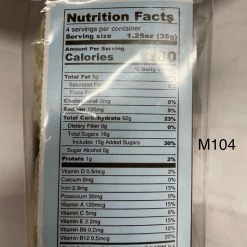 Nutrition Facts
4 servings per container
Serving size 1.25oz (35g)
Amount Per Serving
Calories
% Daily
Total Fat 5g
Saturated
Trans
Cholesterol 0mg 0%
Sodium 125mg 5%
Total Carbohydrate 62g 23%
Dietary Fiber 0g 0%
Total Sugars 15g
Includes 15g Added Sugars 30%
Sugar Alcohol 0g
Protein 1g 2%
Vitamin D 0.5mcg 2%
Calcium 0mg 0%
Iron 2.9mg 15%
Potassium 30mg 0%
Vitamin A 120mcg 15%
Vitamin C 5mg 6%
Vitamin E 2.2mg 15%
Vitamin B6 0.2mg 10%
Vitamin B12 0.5mcg 20%
M104